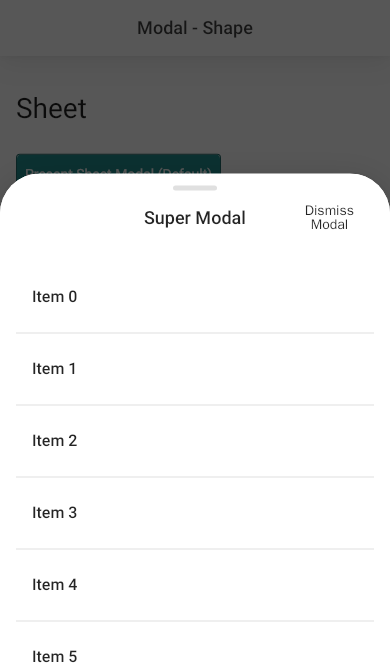 Modal - Shape
Sheet
Present Sheet Modal (Default)
Super Modal
Dismiss
Modal
Item 0
Item 1
Item 2
Item 3
Item 4
Item 5